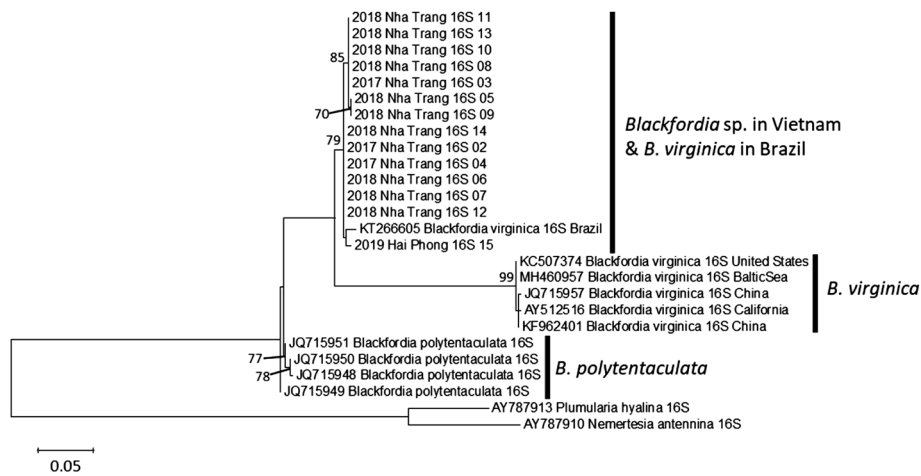 2018 Nha Trang 16S 11
2018 Nha Trang 16S 13
2018 Nha Trang 16S 10
85
2018 Nha Trang 16S 08
2017 Nha Trang 16S 03
2018 Nha Trang 16S 05
70
2018 Nha Trang 16S 09
2018 Nha Trang 16S 14
79
2017 Nha Trang 16S 02
2017 Nha Trang 16S 04
2018 Nha Trang 16S 06
2018 Nha Trang 16S 07
2018 Nha Trang 16S 12
KT266605 Blackfordia virginica 16S Brazil
2019 Hai Phong 16S 15
Blackfordia sp. in Vietnam
& B. virginica in Brazil
KC507374 Blackfordia virginica 16S United States
99
MH460957 Blackfordia virginica 16S BalticSea
JQ715957 Blackfordia virginica 16S China
AY512516 Blackfordia virginica 16S California
KF962401 Blackfordia virginica 16S China
B. virginica
JQ715951 Blackfordia polytentaculata 16S
77
JQ715950 Blackfordia polytentaculata 16S
78
JQ715948 Blackfordia polytentaculata 16S
JQ715949 Blackfordia polytentaculata 16S
B. polytentaculata
AY787913 Plumularia hyalina 16S
AY787910 Nemertesia antennina 16S
0.05